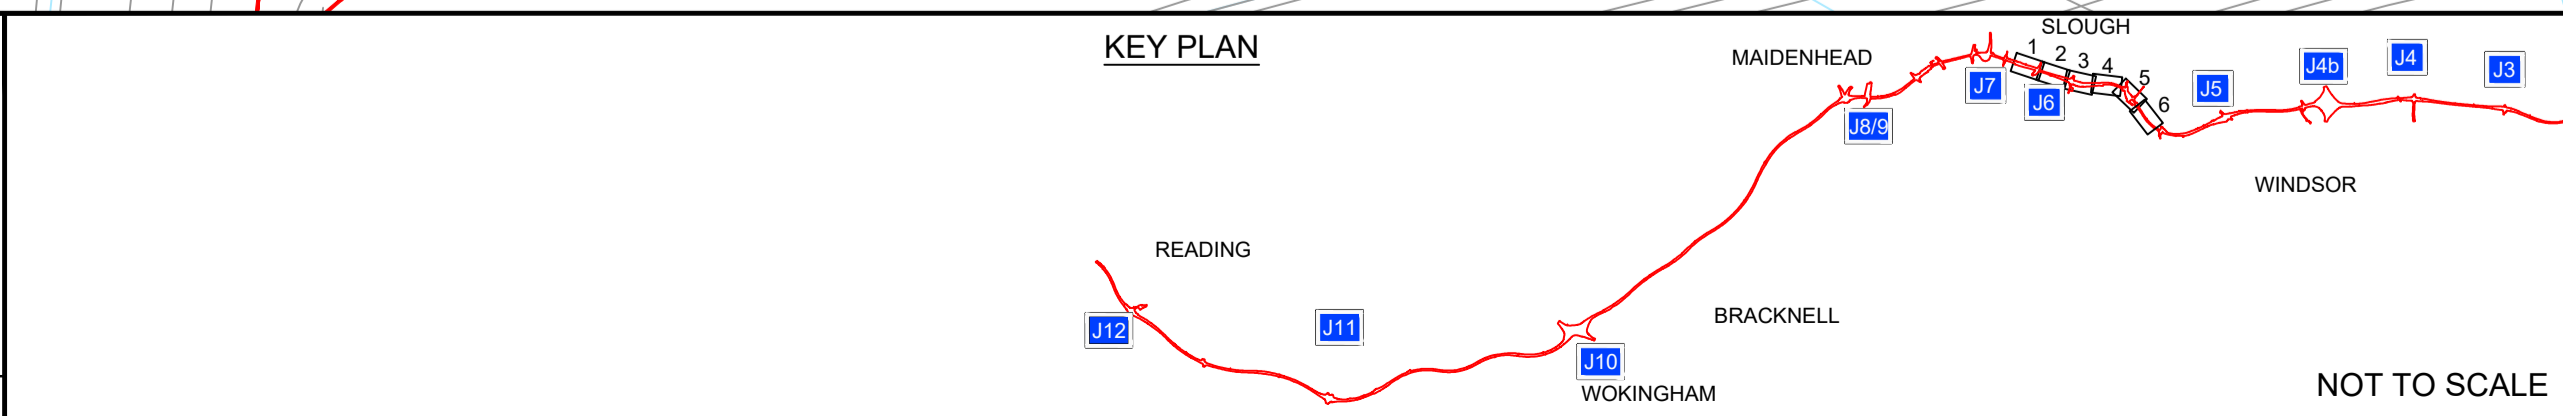 KEY PLAN
SLOUGH
MAIDENHEAD
1
2
3
4
5
6
J7
J6
J5
J4b
J4
J3
J8/9
WINDSOR
READING
J12
J11
BRACKNELL
J10
WOKINGHAM
NOT TO SCALE